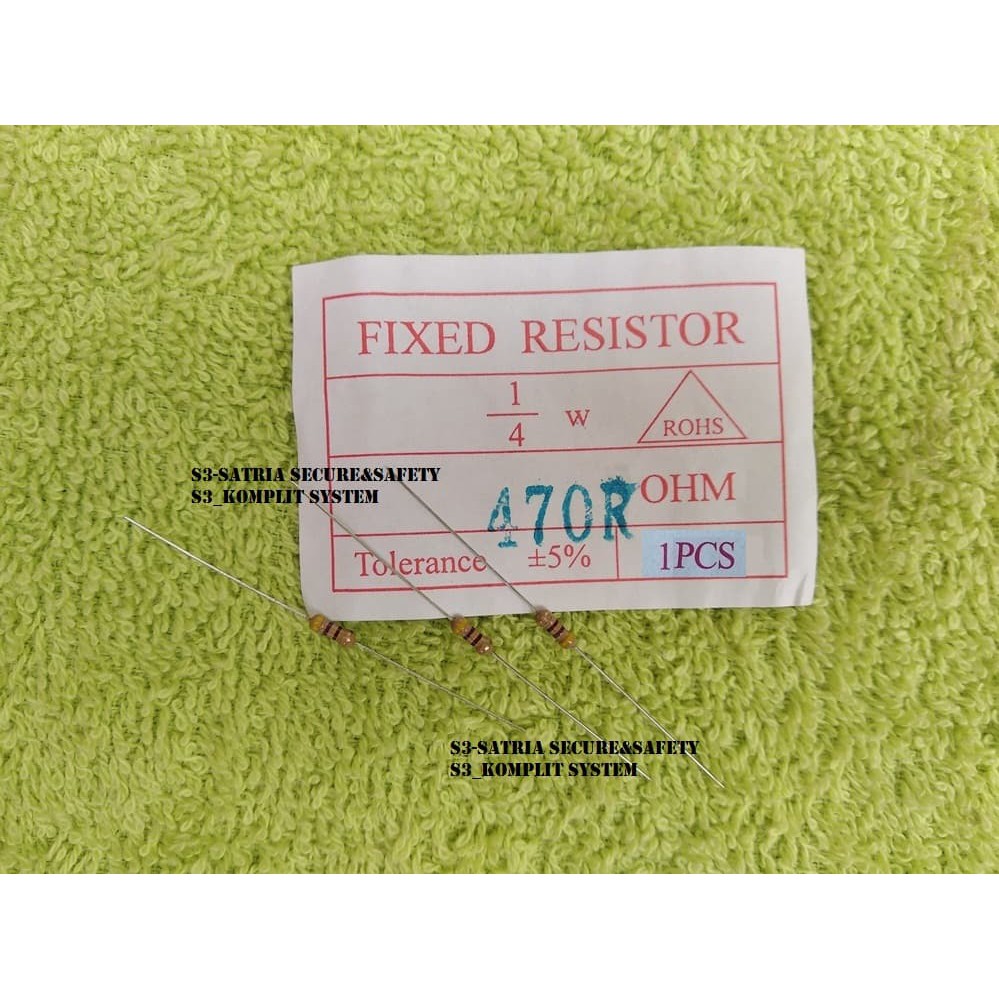 FIXED RESISTOR
1/4 W
ROHS
S3-SATRIA SECURE&SAFETY
S3_KOMPLIT SYSTEM
470R OHM
Tolerance ±5%
1PCS
S3-SATRIA SECURE&SAFETY
S3_KOMPLIT SYSTEM